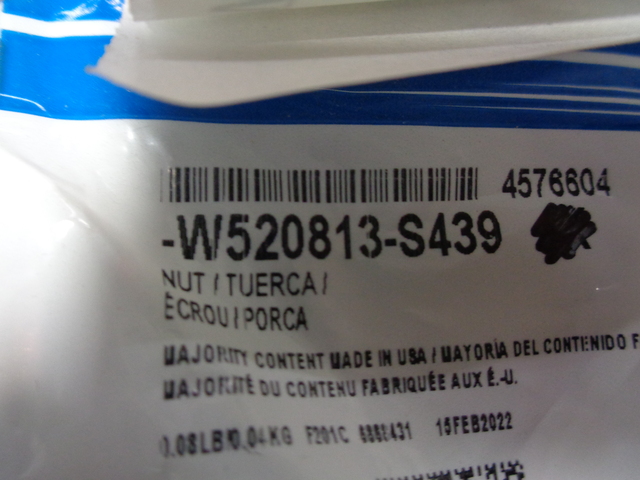 4576604
-W520813-S439
NUT / TUERCA /
ÉCROU / PORCA
MAJORITY CONTENT MADE IN USA / MAYORÍA DEL CONTENIDO F
MAJORITÉ DU CONTENU FABRIQUÉE AUX É.-U.
0.08LB/0.04KG F201C 15FEB2022